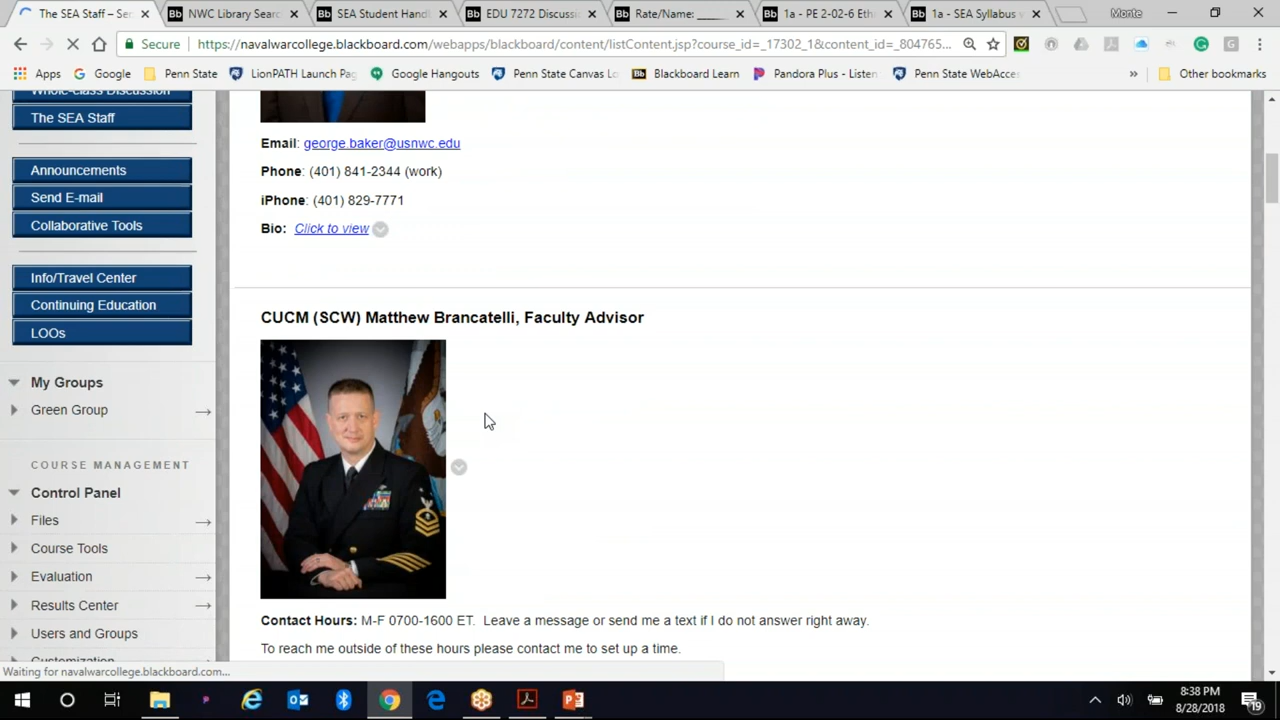 The SEA Staff – Se
NWC Library Sear
SEA Student Handl
EDU 7272 Discussi
Rate/Name: _____
1a - PE 2-02-6 Eth
1a - SEA Syllabus v
Monte
Secure
https://navalwarcollege.blackboard.com/webapps/blackboard/content/listContent.jsp?course_id=_17302_1&content_id=_804765...
Apps
Google
Penn State
LionPATH Launch Pag
Google Hangouts
Penn State Canvas Lo
Blackboard Learn
Pandora Plus - Listen
Penn State WebAcces
»
Other bookmarks
Whole-class Discussion
The SEA Staff
Announcements
Send E-mail
Collaborative Tools
Info/Travel Center
Continuing Education
LOOs
My Groups
Green Group
COURSE MANAGEMENT
Control Panel
Files
Course Tools
Evaluation
Results Center
Users and Groups
Customization
Email: george.baker@usnwc.edu
Phone: (401) 841-2344 (work)
iPhone: (401) 829-7771
Bio: Click to view
CUCM (SCW) Matthew Brancatelli, Faculty Advisor
Contact Hours: M-F 0700-1600 ET. Leave a message or send me a text if I do not answer right away.
To reach me outside of these hours please contact me to set up a time.
Waiting for navalwarcollege.blackboard.com...
8:38 PM
8/28/2018
19